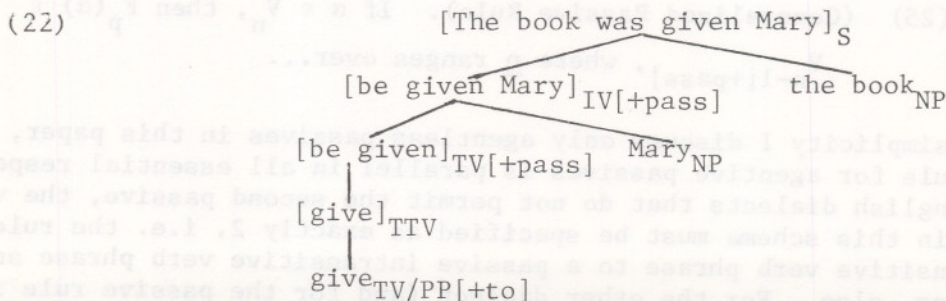 (22) [The book was given Mary]S
[be given Mary]IV[+pass] the bookNP
[be given]TV[+pass] MaryNP
[give]TTV
giveTV/PP[+to]